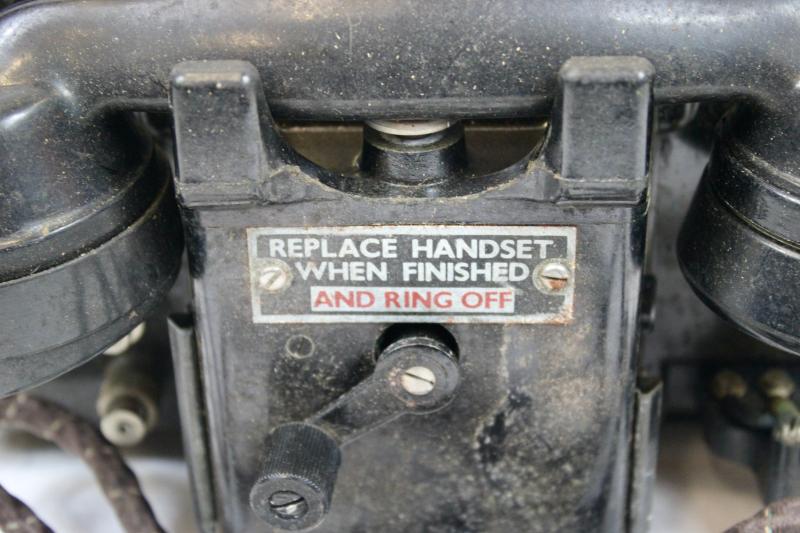 REPLACE HANDSET
WHEN FINISHED
AND RING OFF